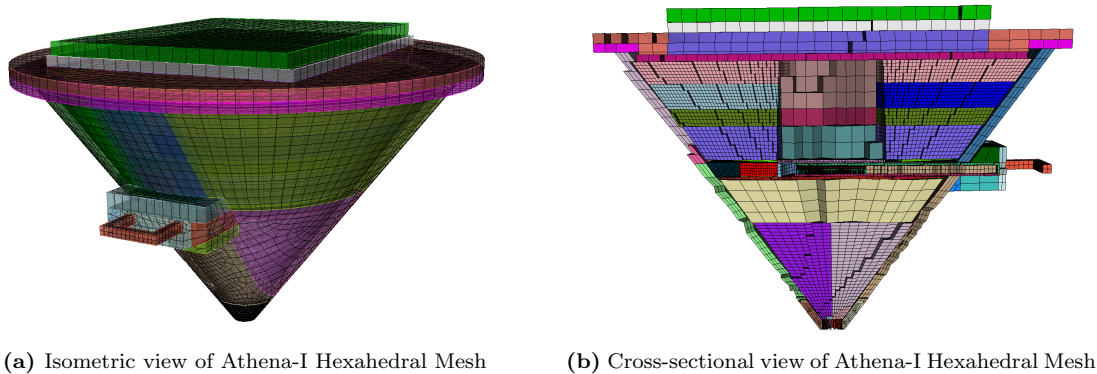 (a) Isometric view of Athena-I Hexahedral Mesh
(b) Cross-sectional view of Athena-I Hexahedral Mesh